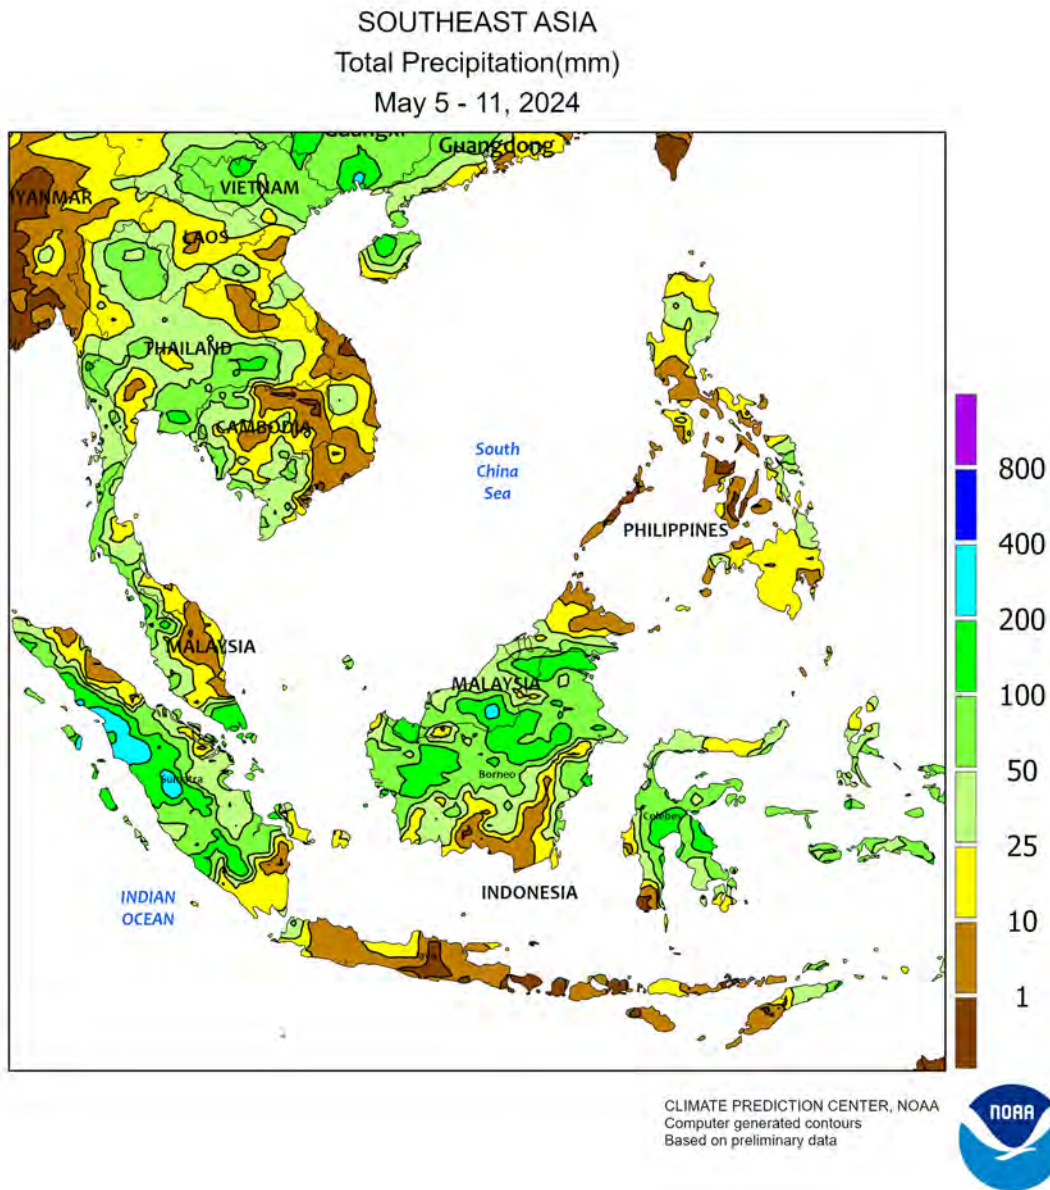 SOUTHEAST ASIA
Total Precipitation(mm)
May 5 - 11, 2024
Guangxi
Guangdong
VIETNAM
YANMAR
LAOS
THAILAND
CAMBODIA
South
China
Sea
PHILIPPINES
MALAYSIA
MALAYSIA
Borneo
Sumatra
Celebes
INDONESIA
INDIAN
OCEAN
800
400
200
100
50
25
10
1
CLIMATE PREDICTION CENTER, NOAA
Computer generated contours
Based on preliminary data
NOAA